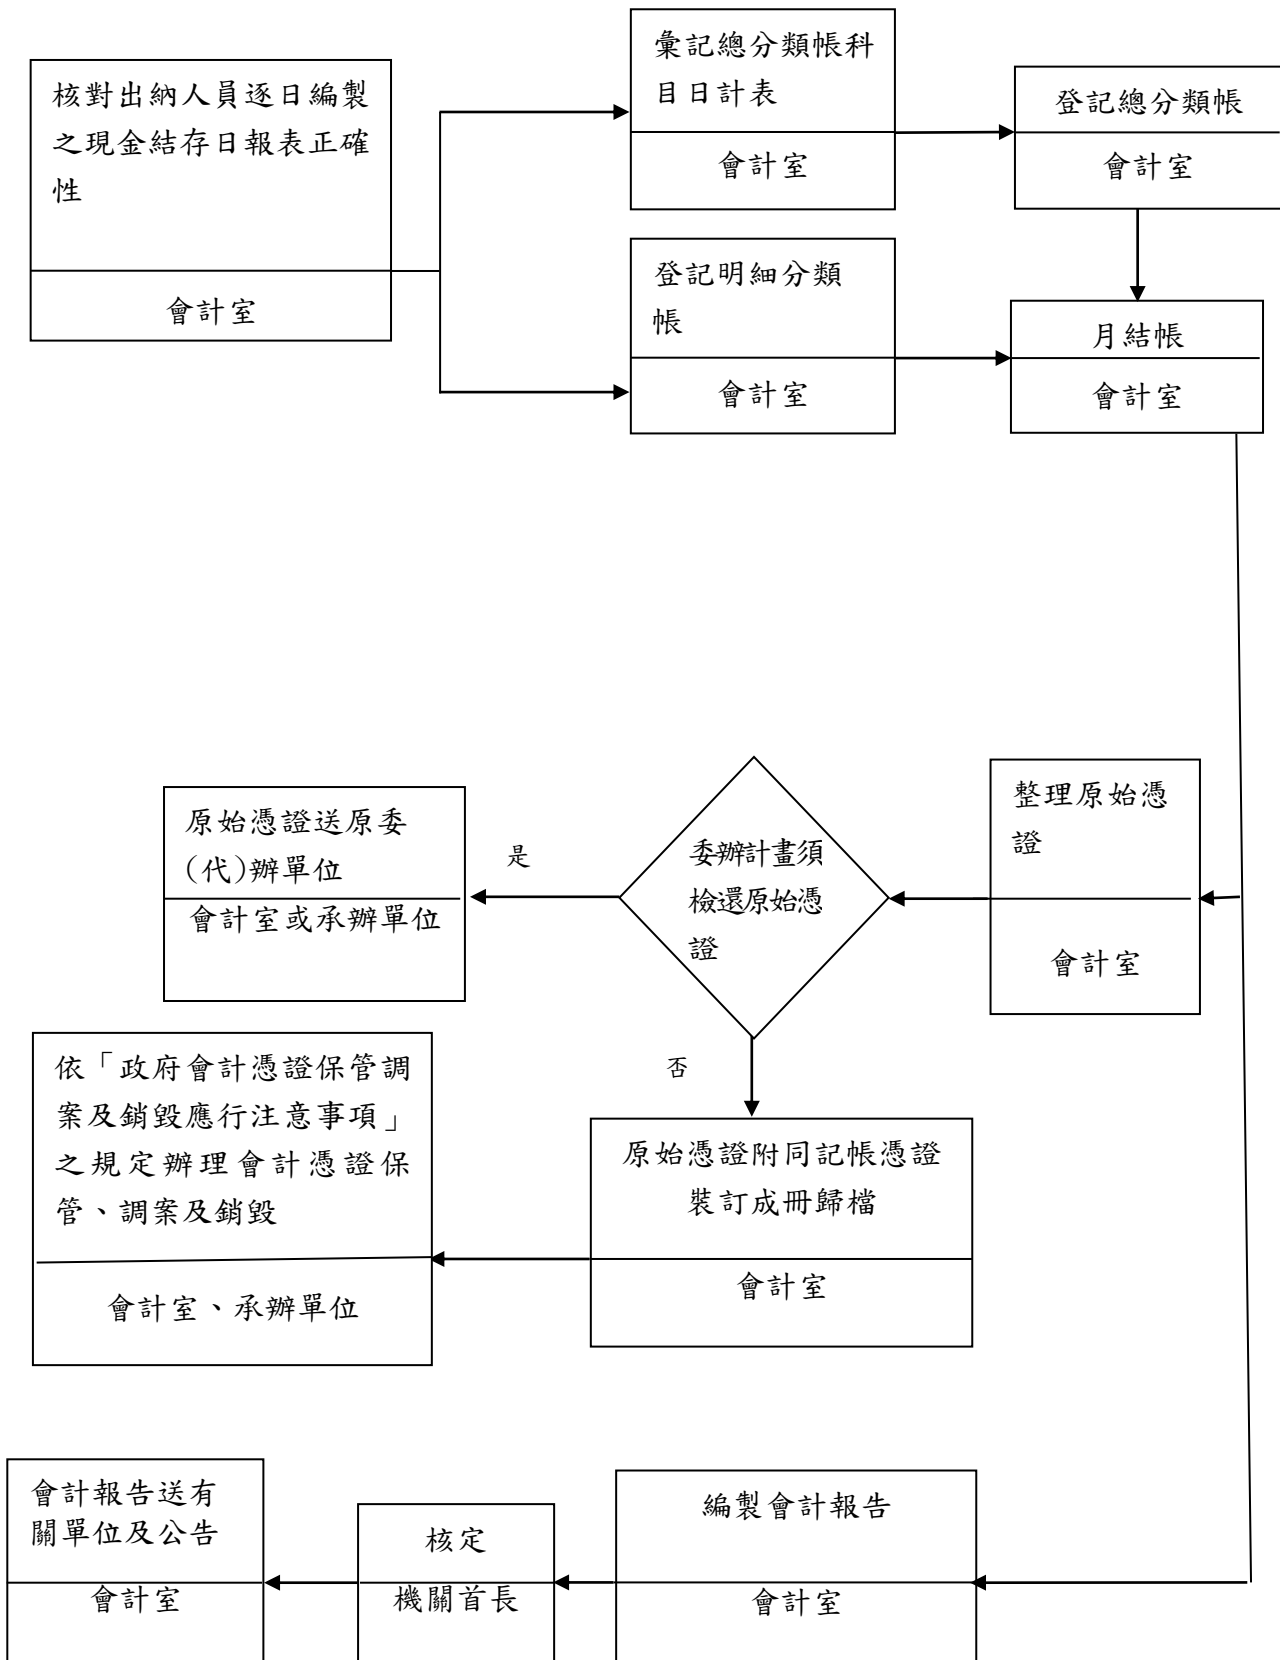 核對出納人員逐日編製
之現金結存日報表正確
性
會計室
彙記總分類帳科
目日計表
會計室
登記總分類帳
會計室
登記明細分類
帳
會計室
月結帳
會計室
整理原始憑
證
會計室
委辦計畫須
檢還原始憑
證
是
原始憑證送原委
(代)辦單位
會計室或承辦單位
否
原始憑證附同記帳憑證
裝訂成冊歸檔
會計室
依「政府會計憑證保管調
案及銷毀應行注意事項」
之規定辦理會計憑證保
管、調案及銷毀
會計室、承辦單位
編製會計報告
會計室
核定
機關首長
會計報告送有
關單位及公告
會計室